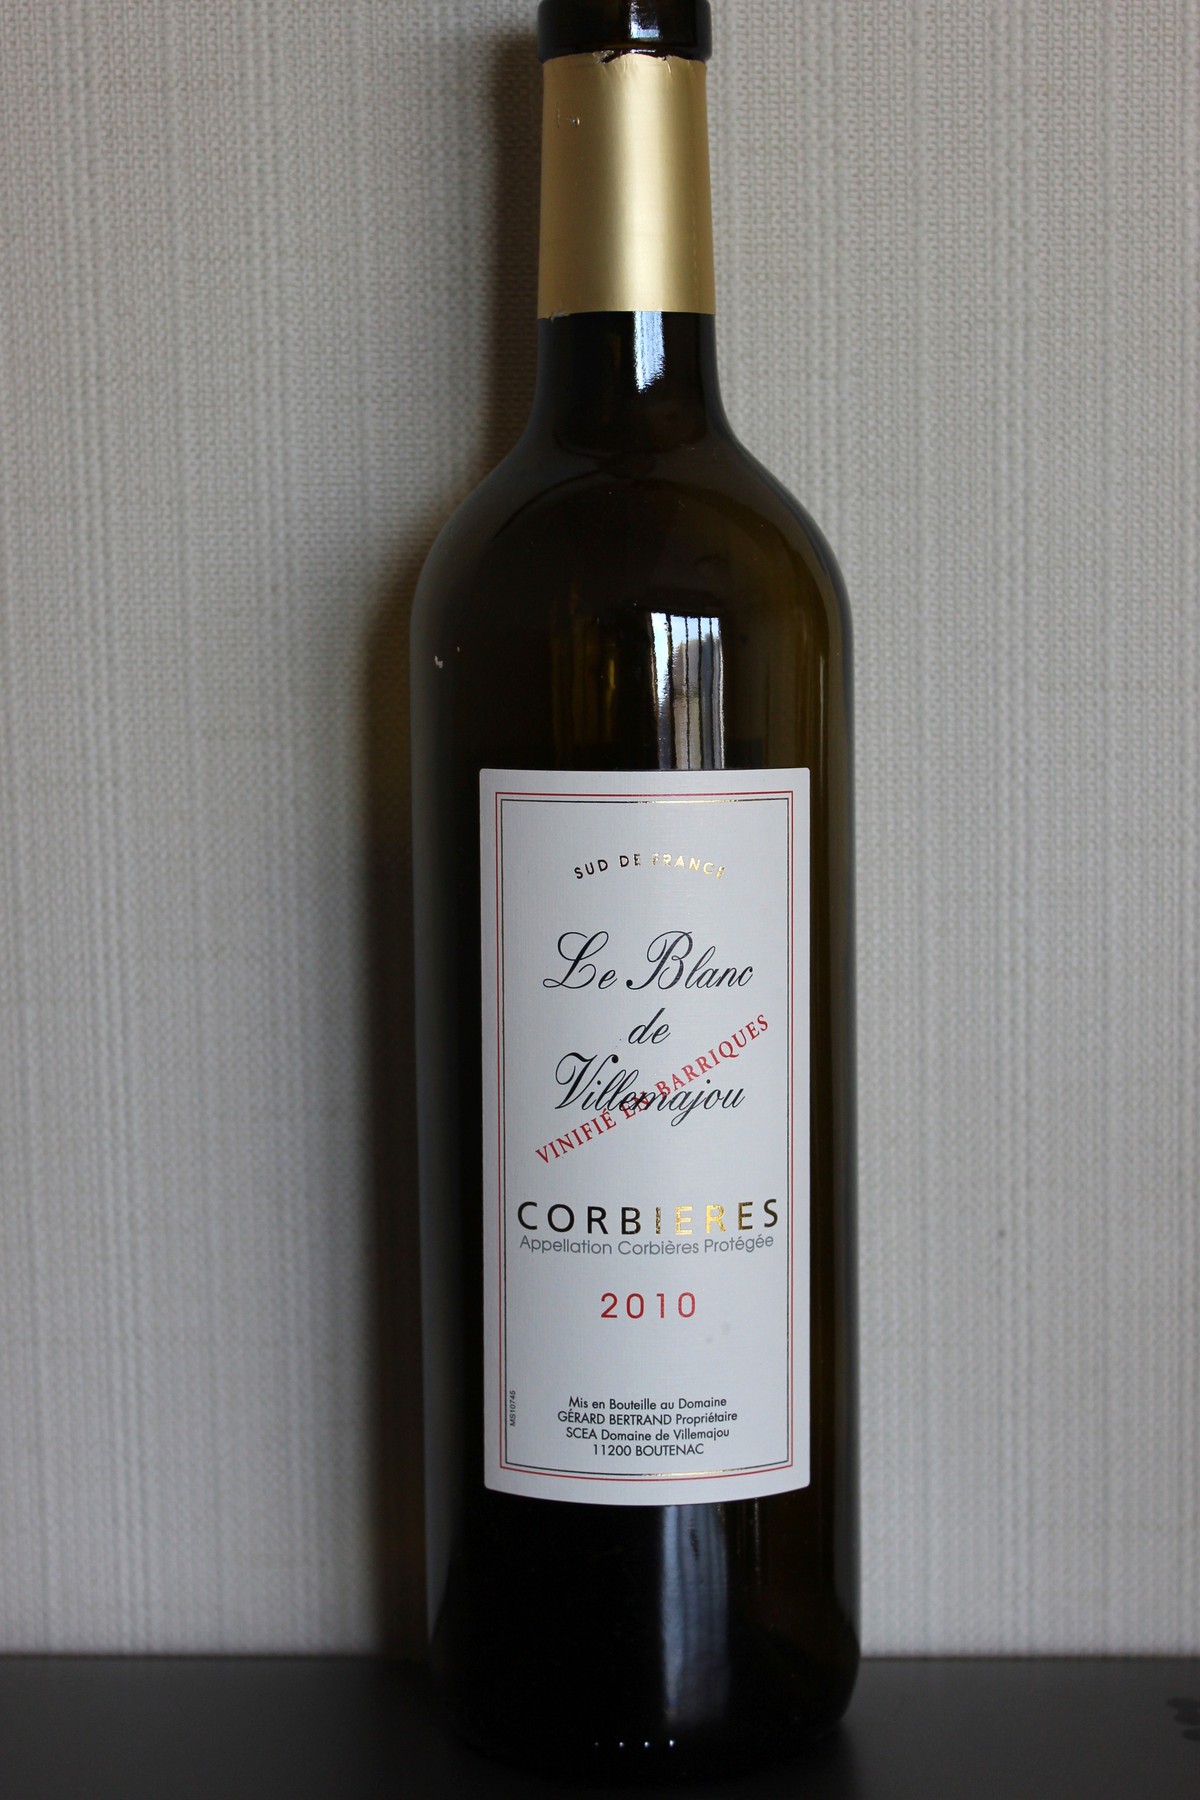 SUD DE FRANCE
Le Blanc
de
Villemajou
VINIFIÉ EN BARRIQUES
CORBIERES
Appellation Corbières Protégée
2010
Mis en Bouteille au Domaine
GÉRARD BERTRAND Propriétaire
SCEA Domaine de Villemajou
11200 BOUTENAC
MS10745